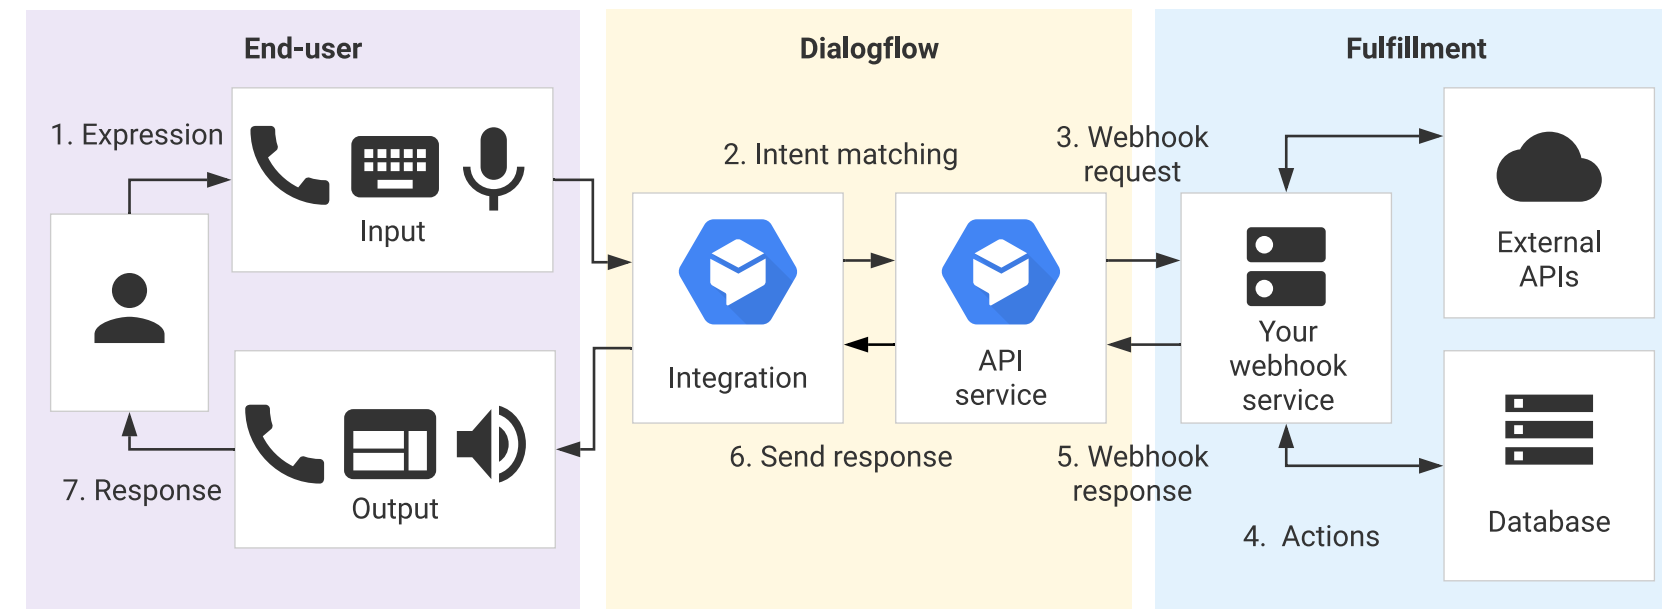 End-user
Dialogflow
Fulfillment
1. Expression
Input
2. Intent matching
3. Webhook
request
External
APIs
Integration
API
service
Your
webhook
service
7. Response
Output
6. Send response
5. Webhook
response
4. Actions
Database